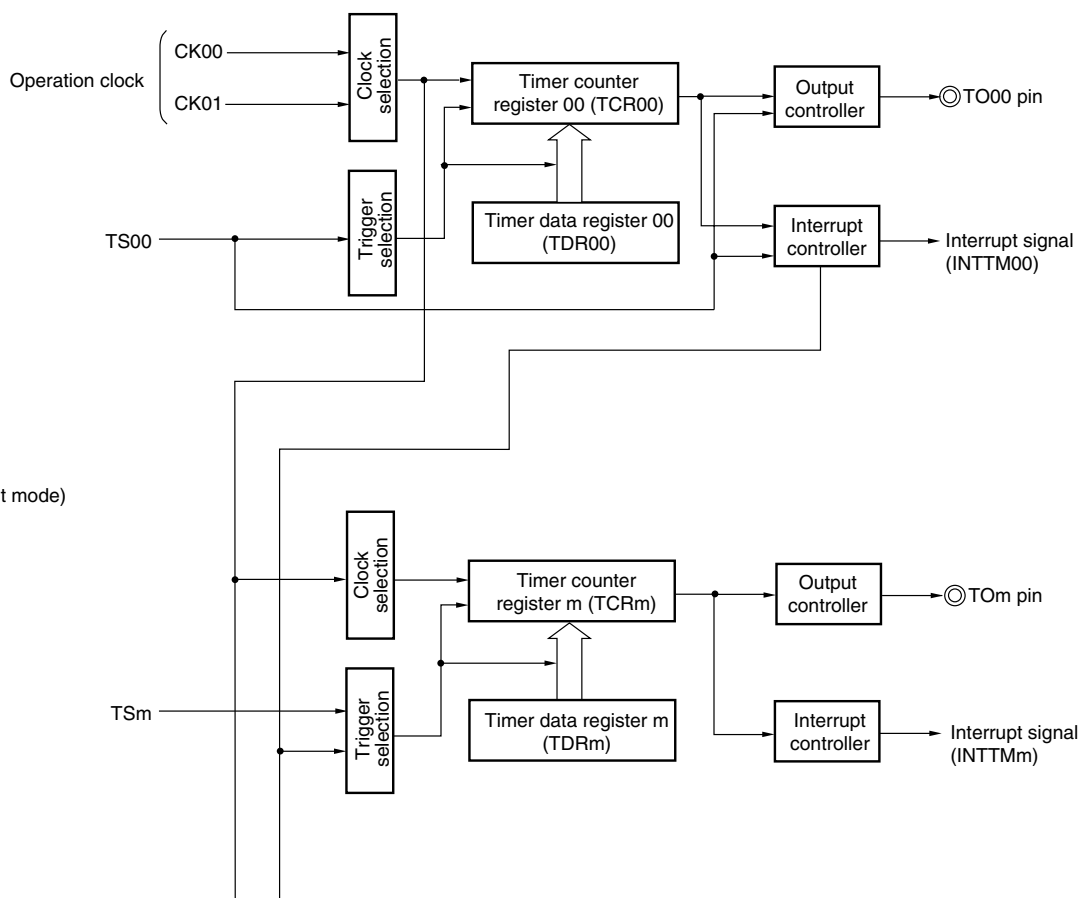 Operation clock
CK00
CK01
Clock
selection
Timer counter
register 00 (TCR00)
Output
controller
TO00 pin
TS00
Trigger
selection
Timer data register 00
(TDR00)
Interrupt
controller
Interrupt signal
(INTTM00)
t mode)
Clock
selection
Timer counter
register m (TCRm)
Output
controller
TOm pin
TSm
Trigger
selection
Timer data register m
(TDRm)
Interrupt
controller
Interrupt signal
(INTTMm)